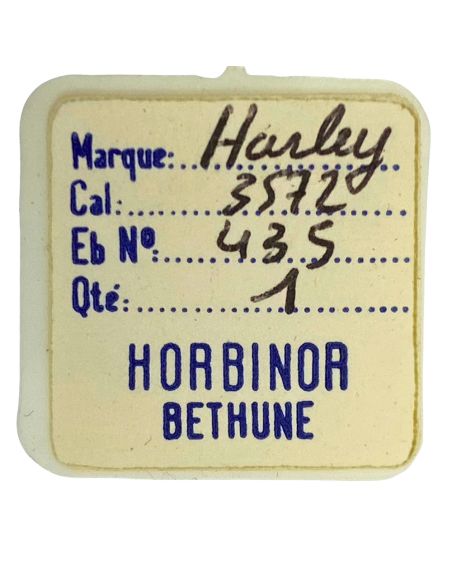 Marque: Harley
Cal: 3572
Eb Nº: 435
Qté: 1
HORBINOR
BETHUNE